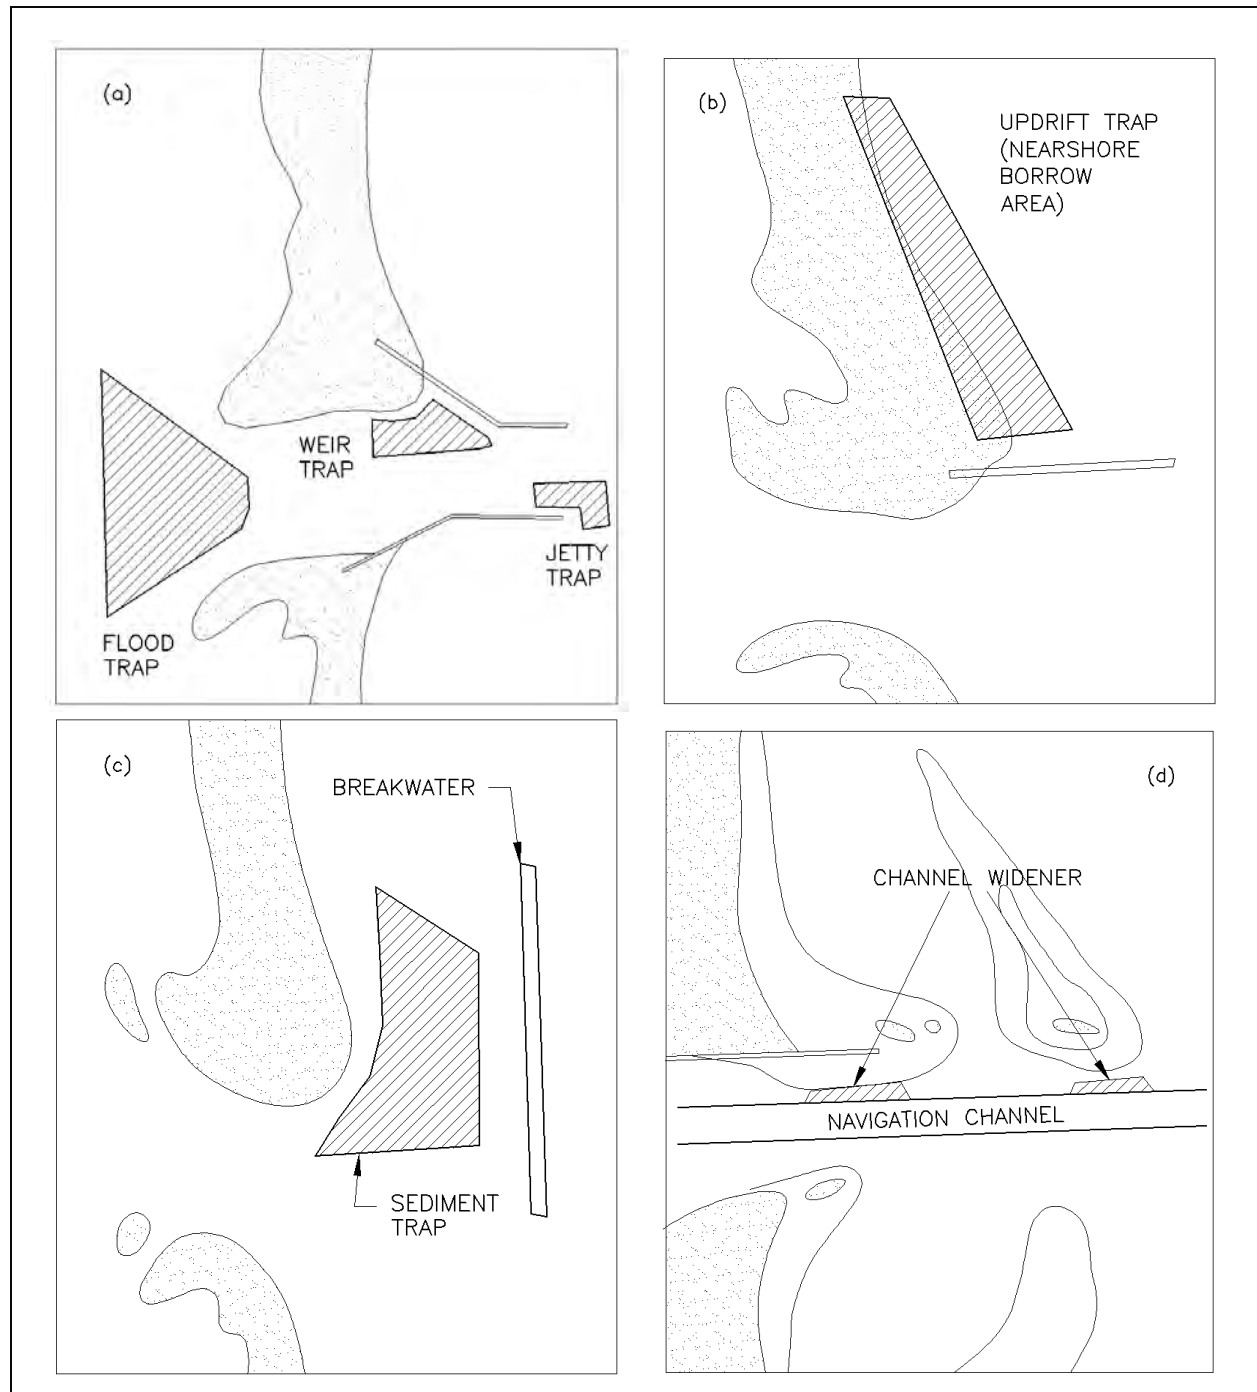 (a)
WEIR
TRAP
JETTY
TRAP
FLOOD
TRAP
(b)
UPDRIFT TRAP
(NEARSHORE
BORROW
AREA)
(c)
BREAKWATER
SEDIMENT
TRAP
(d)
CHANNEL WIDENER
NAVIGATION CHANNEL